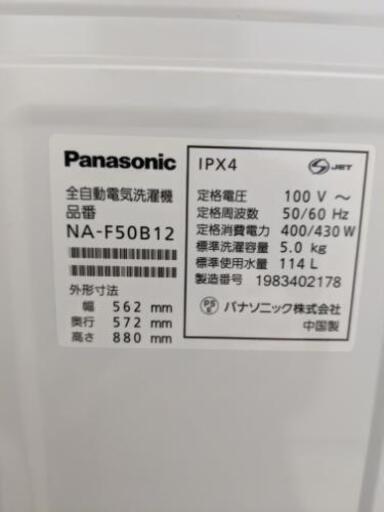 Panasonic
全自動電気洗濯機
品番
NA-F50B12
外形寸法
幅 562 mm
奥行 572 mm
高さ 880 mm
IPX4
S JET
定格電圧 100 V ～
定格周波数 50/60 Hz
定格消費電力 400/430 W
標準洗濯容量 5.0 kg
標準使用水量 114 L
製造番号 1983402178
PS E パナソニック株式会社
中国製